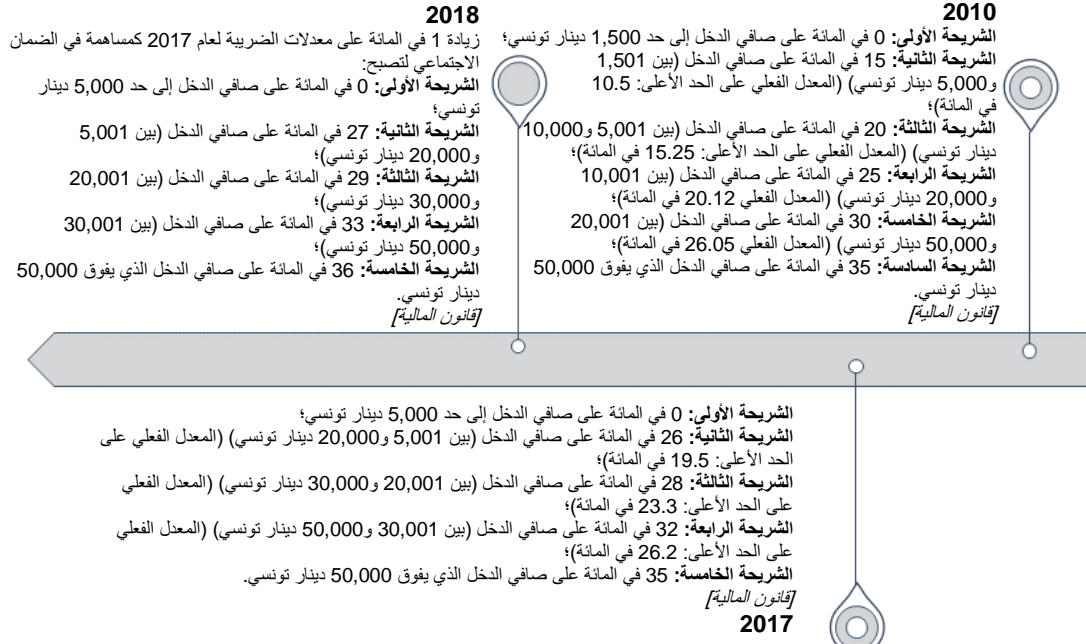 2010
الشريحة الأولى: 0 في المائة على صافي الدخل إلى حد 1,500 دينار تونسي؛
الشريحة الثانية: 15 في المائة على صافي الدخل (بين 1,501
و5,000 دينار تونسي) (المعدل الفعلي على الحد الأعلى: 10.5
في المائة)؛
الشريحة الثالثة: 20 في المائة على صافي الدخل (بين 5,001 و10,000
دينار تونسي) (المعدل الفعلي على الحد الأعلى: 15.25 في المائة)؛
الشريحة الرابعة: 25 في المائة على صافي الدخل (بين 10,001
و20,000 دينار تونسي) (المعدل الفعلي 20.12 في المائة)؛
الشريحة الخامسة: 30 في المائة على صافي الدخل (بين 20,001
و50,000 دينار تونسي) (المعدل الفعلي 26.05 في المائة)؛
الشريحة السادسة: 35 في المائة على صافي الدخل الذي يفوق 50,000
دينار تونسي.
[قانون المالية]
2018
زيادة 1 في المائة على معدلات الضريبة لعام 2017 كمساهمة في الضمان
الاجتماعي لتصبح:
الشريحة الأولى: 0 في المائة على صافي الدخل إلى حد 5,000 دينار
تونسي؛
الشريحة الثانية: 27 في المائة على صافي الدخل (بين 5,001
و20,000 دينار تونسي)؛
الشريحة الثالثة: 29 في المائة على صافي الدخل (بين 20,001
و30,000 دينار تونسي)؛
الشريحة الرابعة: 33 في المائة على صافي الدخل (بين 30,001
و50,000 دينار تونسي)؛
الشريحة الخامسة: 36 في المائة على صافي الدخل الذي يفوق 50,000
دينار تونسي.
[قانون المالية]
الشريحة الأولى: 0 في المائة على صافي الدخل إلى حد 5,000 دينار تونسي؛
الشريحة الثانية: 26 في المائة على صافي الدخل (بين 5,001 و20,000 دينار تونسي) (المعدل الفعلي على
الحد الأعلى: 19.5 في المائة)؛
الشريحة الثالثة: 28 في المائة على صافي الدخل (بين 20,001 و30,000 دينار تونسي) (المعدل الفعلي
على الحد الأعلى: 23.3 في المائة)؛
الشريحة الرابعة: 32 في المائة على صافي الدخل (بين 30,001 و50,000 دينار تونسي) (المعدل الفعلي
على الحد الأعلى: 26.2 في المائة)؛
الشريحة الخامسة: 35 في المائة على صافي الدخل الذي يفوق 50,000 دينار تونسي.
[قانون المالية]
2017